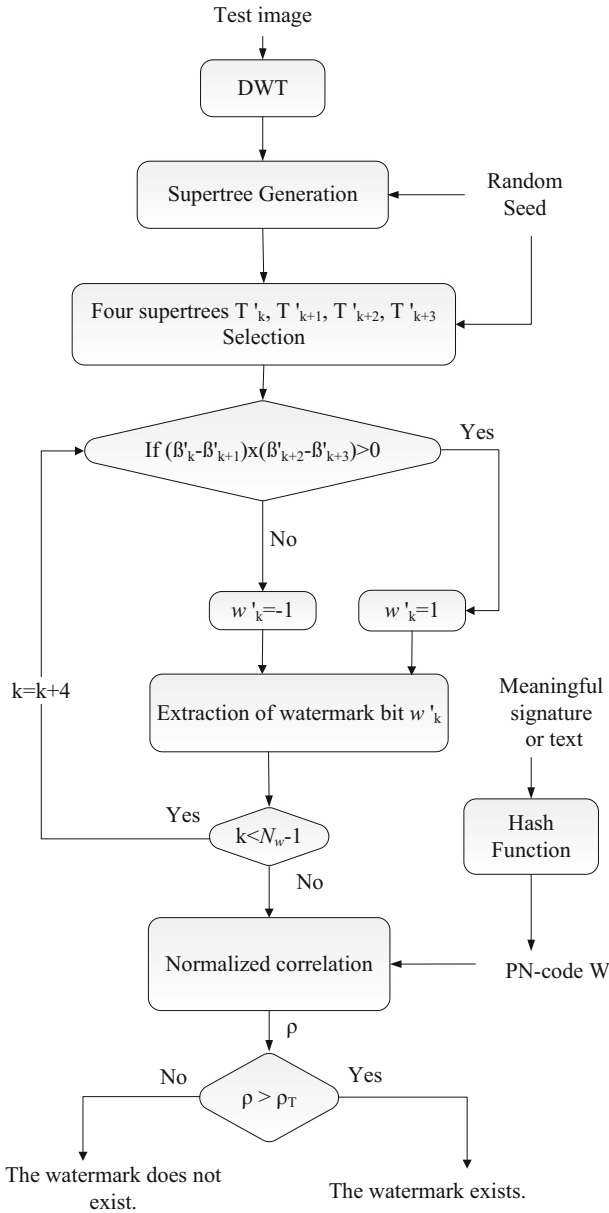 Test image
DWT
Supertree Generation
Random
Seed
Four supertrees T'ₖ, T'ₖ₊₁, T'ₖ₊₂, T'ₖ₊₃
Selection
If (ß'ₖ-ß'ₖ₊₁)x(ß'ₖ₊₂-ß'ₖ₊₃)>0
Yes
No
w'ₖ=-1
w'ₖ=1
k=k+4
Extraction of watermark bit w'ₖ
Meaningful
signature
or text
Yes
k<N_w-1
Hash
Function
No
Normalized correlation
PN-code W
ρ
No
Yes
ρ > ρ_T
The watermark does not
exist.
The watermark exists.